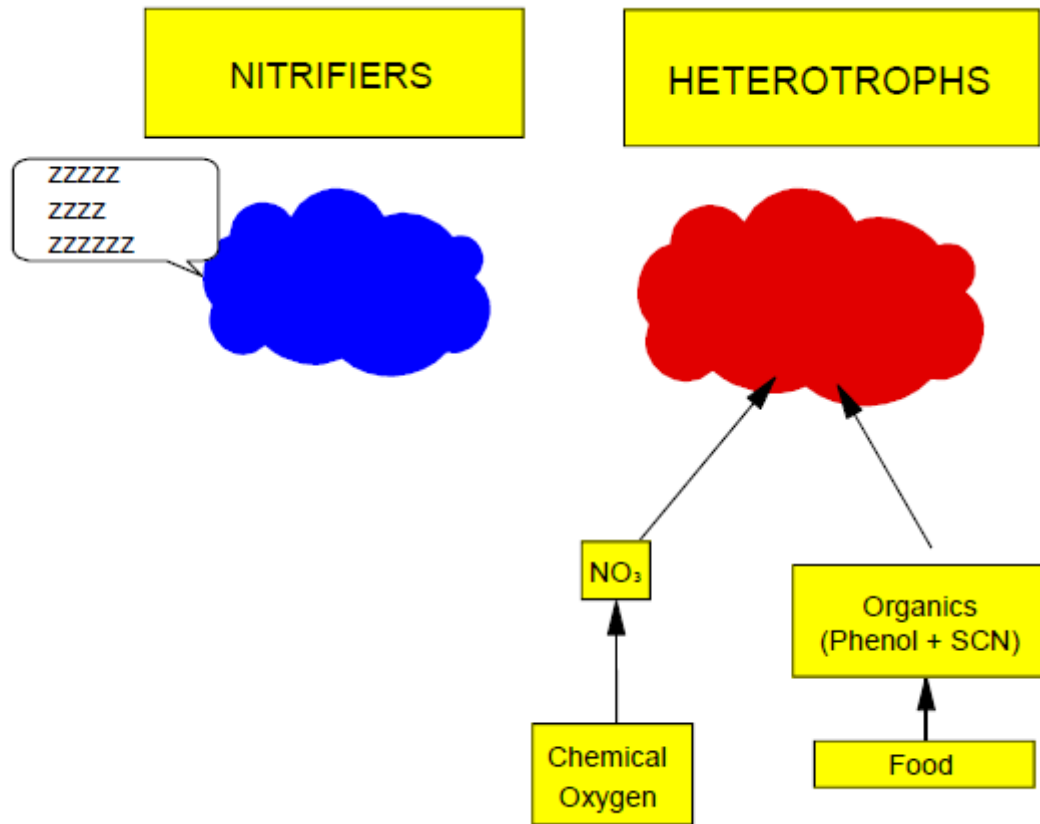 NITRIFIERS
HETEROTROPHS
ZZZZZ
ZZZZ
ZZZZZZ
NO₃
Organics
(Phenol + SCN)
Chemical
Oxygen
Food